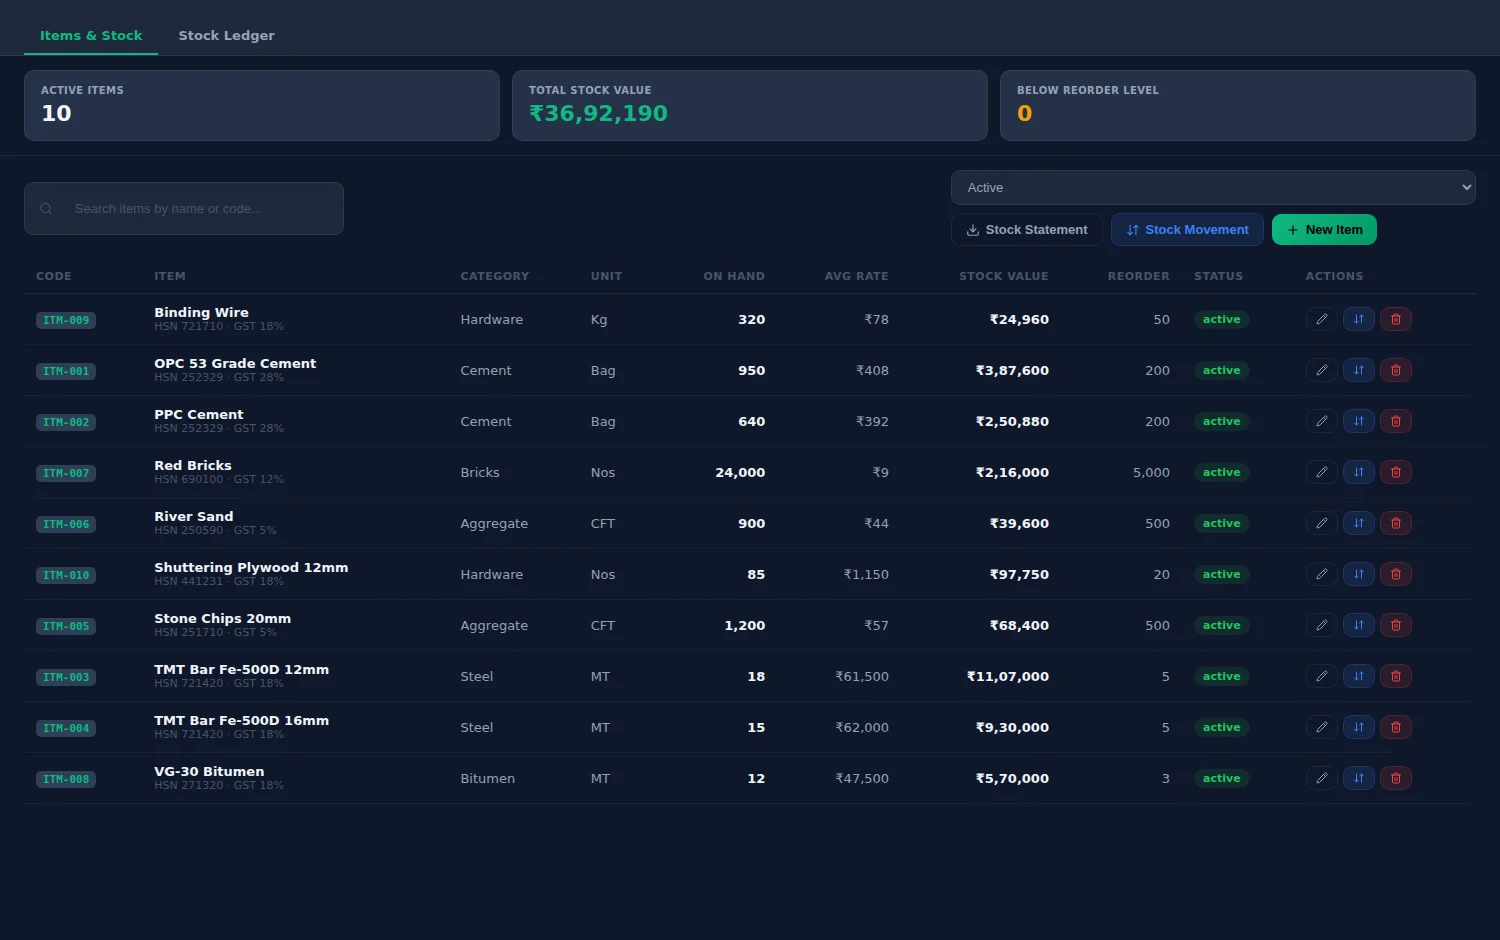 Items & Stock Stock Ledger
ACTIVE ITEMS TOTAL STOCK VALUE BELOW REORDER LEVEL
10 ₹36,92,190 0
Active
Search items by name or code...
Stock Statement Stock Movement New Item
CODE ITEM CATEGORY UNIT ON HAND AVG RATE STOCK VALUE REORDER STATUS ACTIONS
ITM-009 Binding Wire Hardware Kg 320 ₹78 ₹24,960 50 active
HSN 721710 · GST 18%
ITM-001 OPC 53 Grade Cement Cement Bag 950 ₹408 ₹3,87,600 200 active
HSN 252329 · GST 28%
ITM-002 PPC Cement Cement Bag 640 ₹392 ₹2,50,880 200 active
HSN 252329 · GST 28%
ITM-007 Red Bricks Bricks Nos 24,000 ₹9 ₹2,16,000 5,000 active
HSN 690100 · GST 12%
ITM-006 River Sand Aggregate CFT 900 ₹44 ₹39,600 500 active
HSN 250590 · GST 5%
ITM-010 Shuttering Plywood 12mm Hardware Nos 85 ₹1,150 ₹97,750 20 active
HSN 441231 · GST 18%
ITM-005 Stone Chips 20mm Aggregate CFT 1,200 ₹57 ₹68,400 500 active
HSN 251710 · GST 5%
ITM-003 TMT Bar Fe-500D 12mm Steel MT 18 ₹61,500 ₹11,07,000 5 active
HSN 721420 · GST 18%
ITM-004 TMT Bar Fe-500D 16mm Steel MT 15 ₹62,000 ₹9,30,000 5 active
HSN 721420 · GST 18%
ITM-008 VG-30 Bitumen Bitumen MT 12 ₹47,500 ₹5,70,000 3 active
HSN 271320 · GST 18%